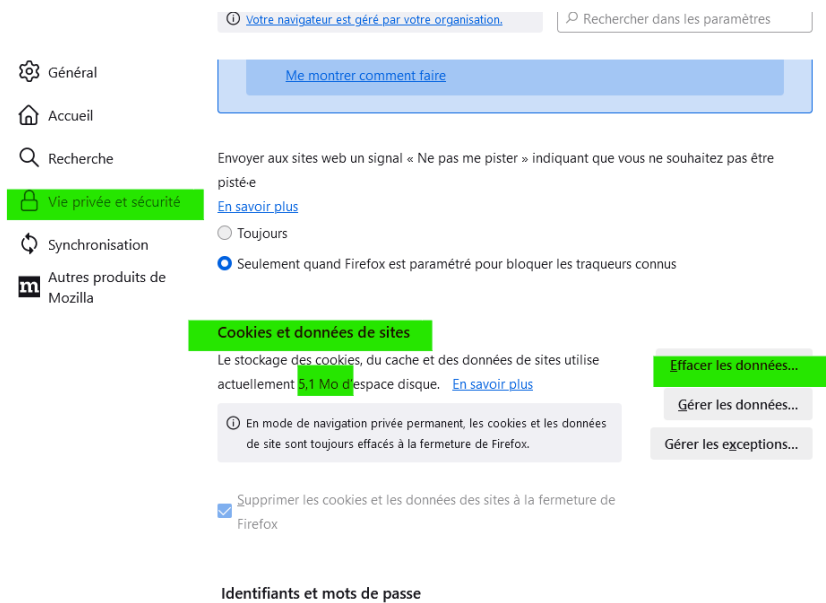 Votre navigateur est géré par votre organisation.
Rechercher dans les paramètres
Général
Me montrer comment faire
Accueil
Recherche
Envoyer aux sites web un signal « Ne pas me pister » indiquant que vous ne souhaitez pas être
pisté·e
Vie privée et sécurité
En savoir plus
Toujours
Synchronisation
Seulement quand Firefox est paramétré pour bloquer les traqueurs connus
Autres produits de
Mozilla
Cookies et données de sites
Le stockage des cookies, du cache et des données de sites utilise
actuellement 5,1 Mo d'espace disque. En savoir plus
Effacer les données...
Gérer les données...
En mode de navigation privée permanent, les cookies et les données
de site sont toujours effacés à la fermeture de Firefox.
Gérer les exceptions...
Supprimer les cookies et les données des sites à la fermeture de
Firefox
Identifiants et mots de passe